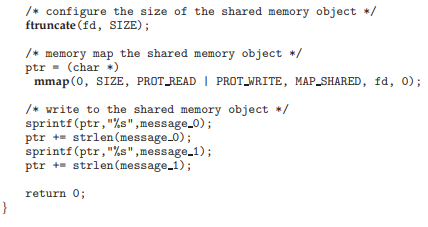 /* configure the size of the shared memory object */
ftruncate(fd, SIZE);
/* memory map the shared memory object */
ptr = (char *)
mmap(0, SIZE, PROT_READ | PROT_WRITE, MAP_SHARED, fd, 0);
/* write to the shared memory object */
sprintf(ptr,"%s",message_0);
ptr += strlen(message_0);
sprintf(ptr,"%s",message_1);
ptr += strlen(message_1);
return 0;
}